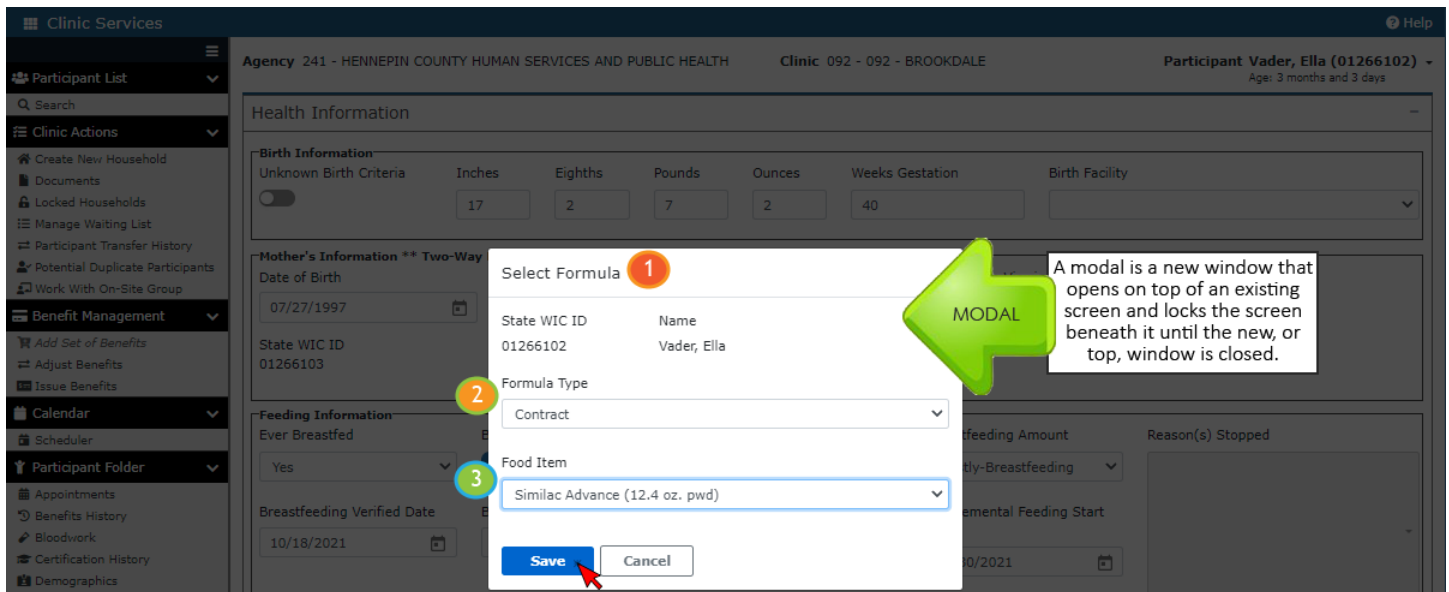 Clinic Services
Help
Participant List
Search
Clinic Actions
Create New Household
Documents
Locked Households
Manage Waiting List
Participant Transfer History
Potential Duplicate Participants
Work With On-Site Group
Benefit Management
Add Set of Benefits
Adjust Benefits
Issue Benefits
Calendar
Scheduler
Participant Folder
Appointments
Benefits History
Bloodwork
Certification History
Demographics
Agency 241 - HENNEPIN COUNTY HUMAN SERVICES AND PUBLIC HEALTH Clinic 092 - 092 - BROOKDALE Participant Vader, Ella (01266102)
Age: 3 months and 3 days
Health Information
Birth Information
Unknown Birth Criteria Inches Eighths Pounds Ounces Weeks Gestation Birth Facility
17 2 7 2 40
Mother's Information ** Two-Way
Date of Birth
07/27/1997
State WIC ID
01266103
Feeding Information
Ever Breastfed
Yes
Breastfeeding Verified Date
10/18/2021
tfeeding Amount
tly-Breastfeeding
Reason(s) Stopped
emental Feeding Start
30/2021
Select Formula 1
State WIC ID Name
01266102 Vader, Ella
2 Formula Type
Contract
3 Food Item
Similac Advance (12.4 oz. pwd)
Save Cancel
MODAL
A modal is a new window that
opens on top of an existing
screen and locks the screen
beneath it until the new, or
top, window is closed.